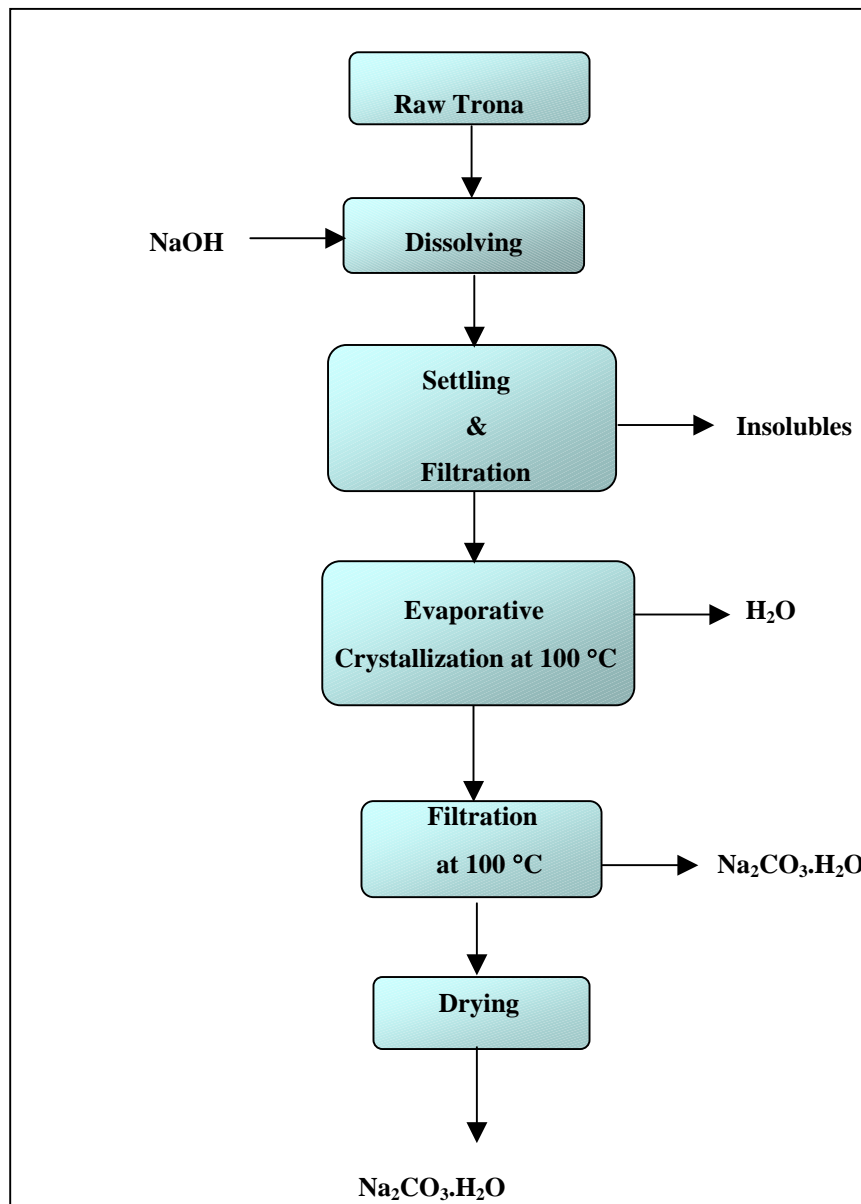 Raw Trona
NaOH
Dissolving
Settling
&
Filtration
Insolubles
Evaporative
Crystallization at 100 °C
H₂O
Filtration
at 100 °C
Na₂CO₃.H₂O
Drying
Na₂CO₃.H₂O